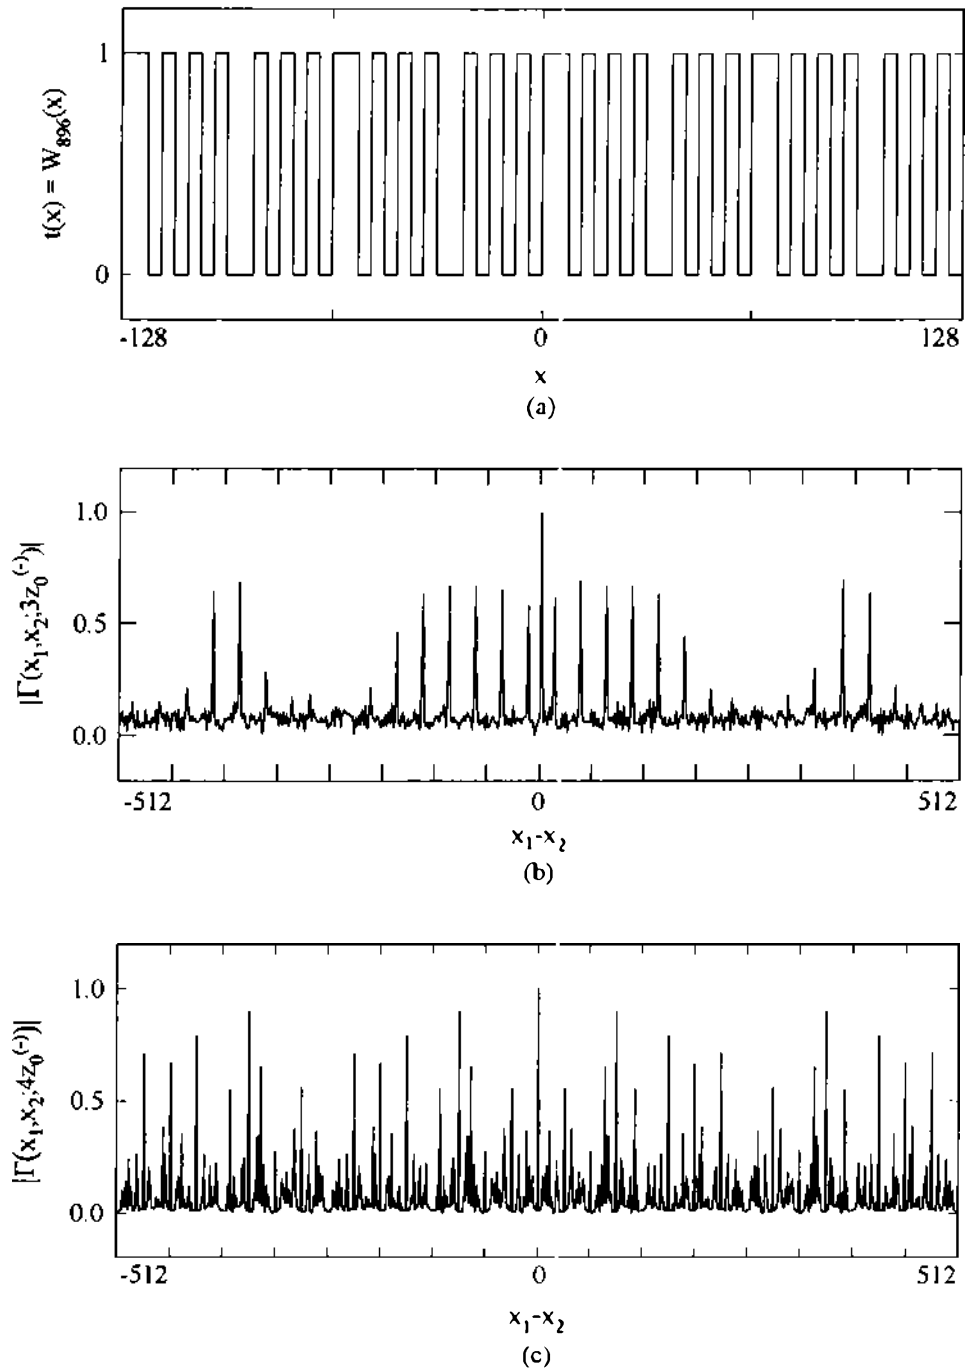 1
t(x) = W₈₉₆(x)
0
-128 0 128
x
(a)
1.0
|Γ(x₁,x₂;3z₀⁽⁻⁾)|
0.5
0.0
-512 0 512
x₁-x₂
(b)
1.0
|Γ(x₁,x₂;4z₀⁽⁻⁾)|
0.5
0.0
-512 0 512
x₁-x₂
(c)